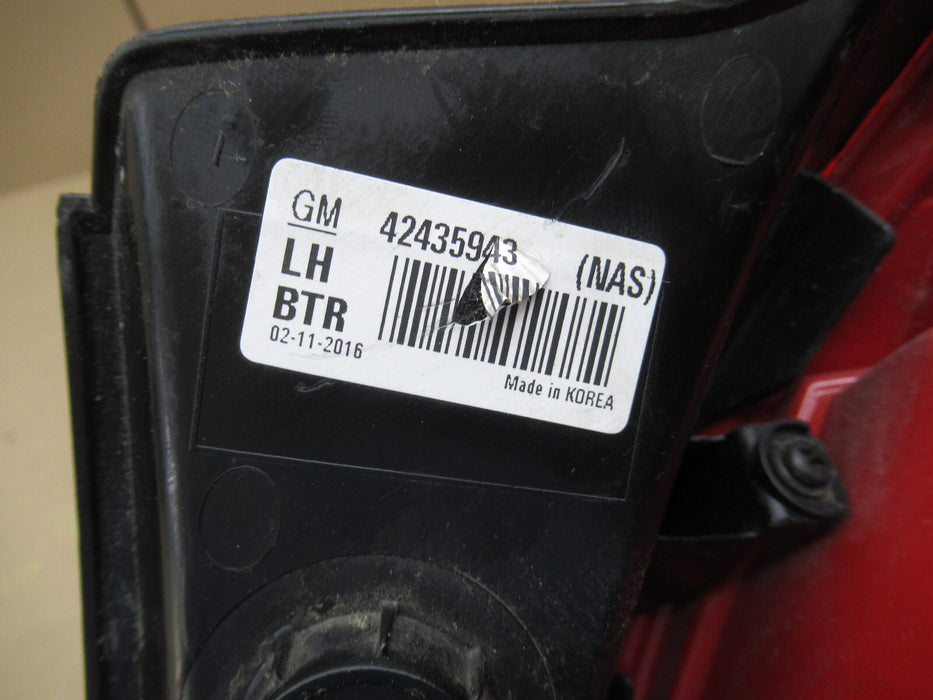 GM 42435943
LH (NAS)
BTR
02-11-2016
Made in KOREA